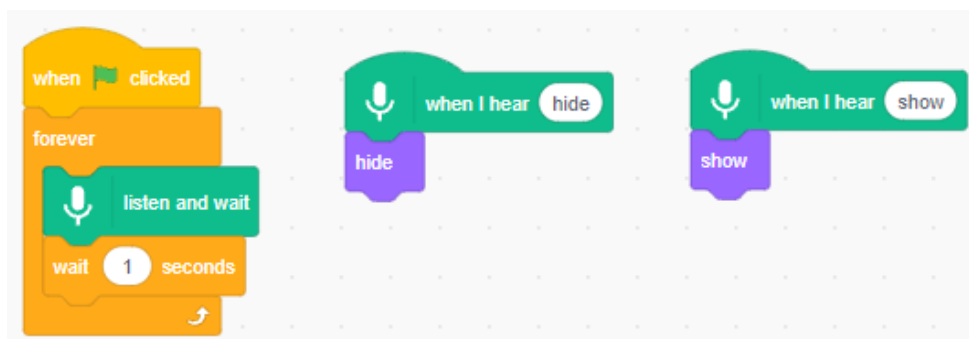 when clicked
forever
listen and wait
wait 1 seconds
when I hear hide
hide
when I hear show
show